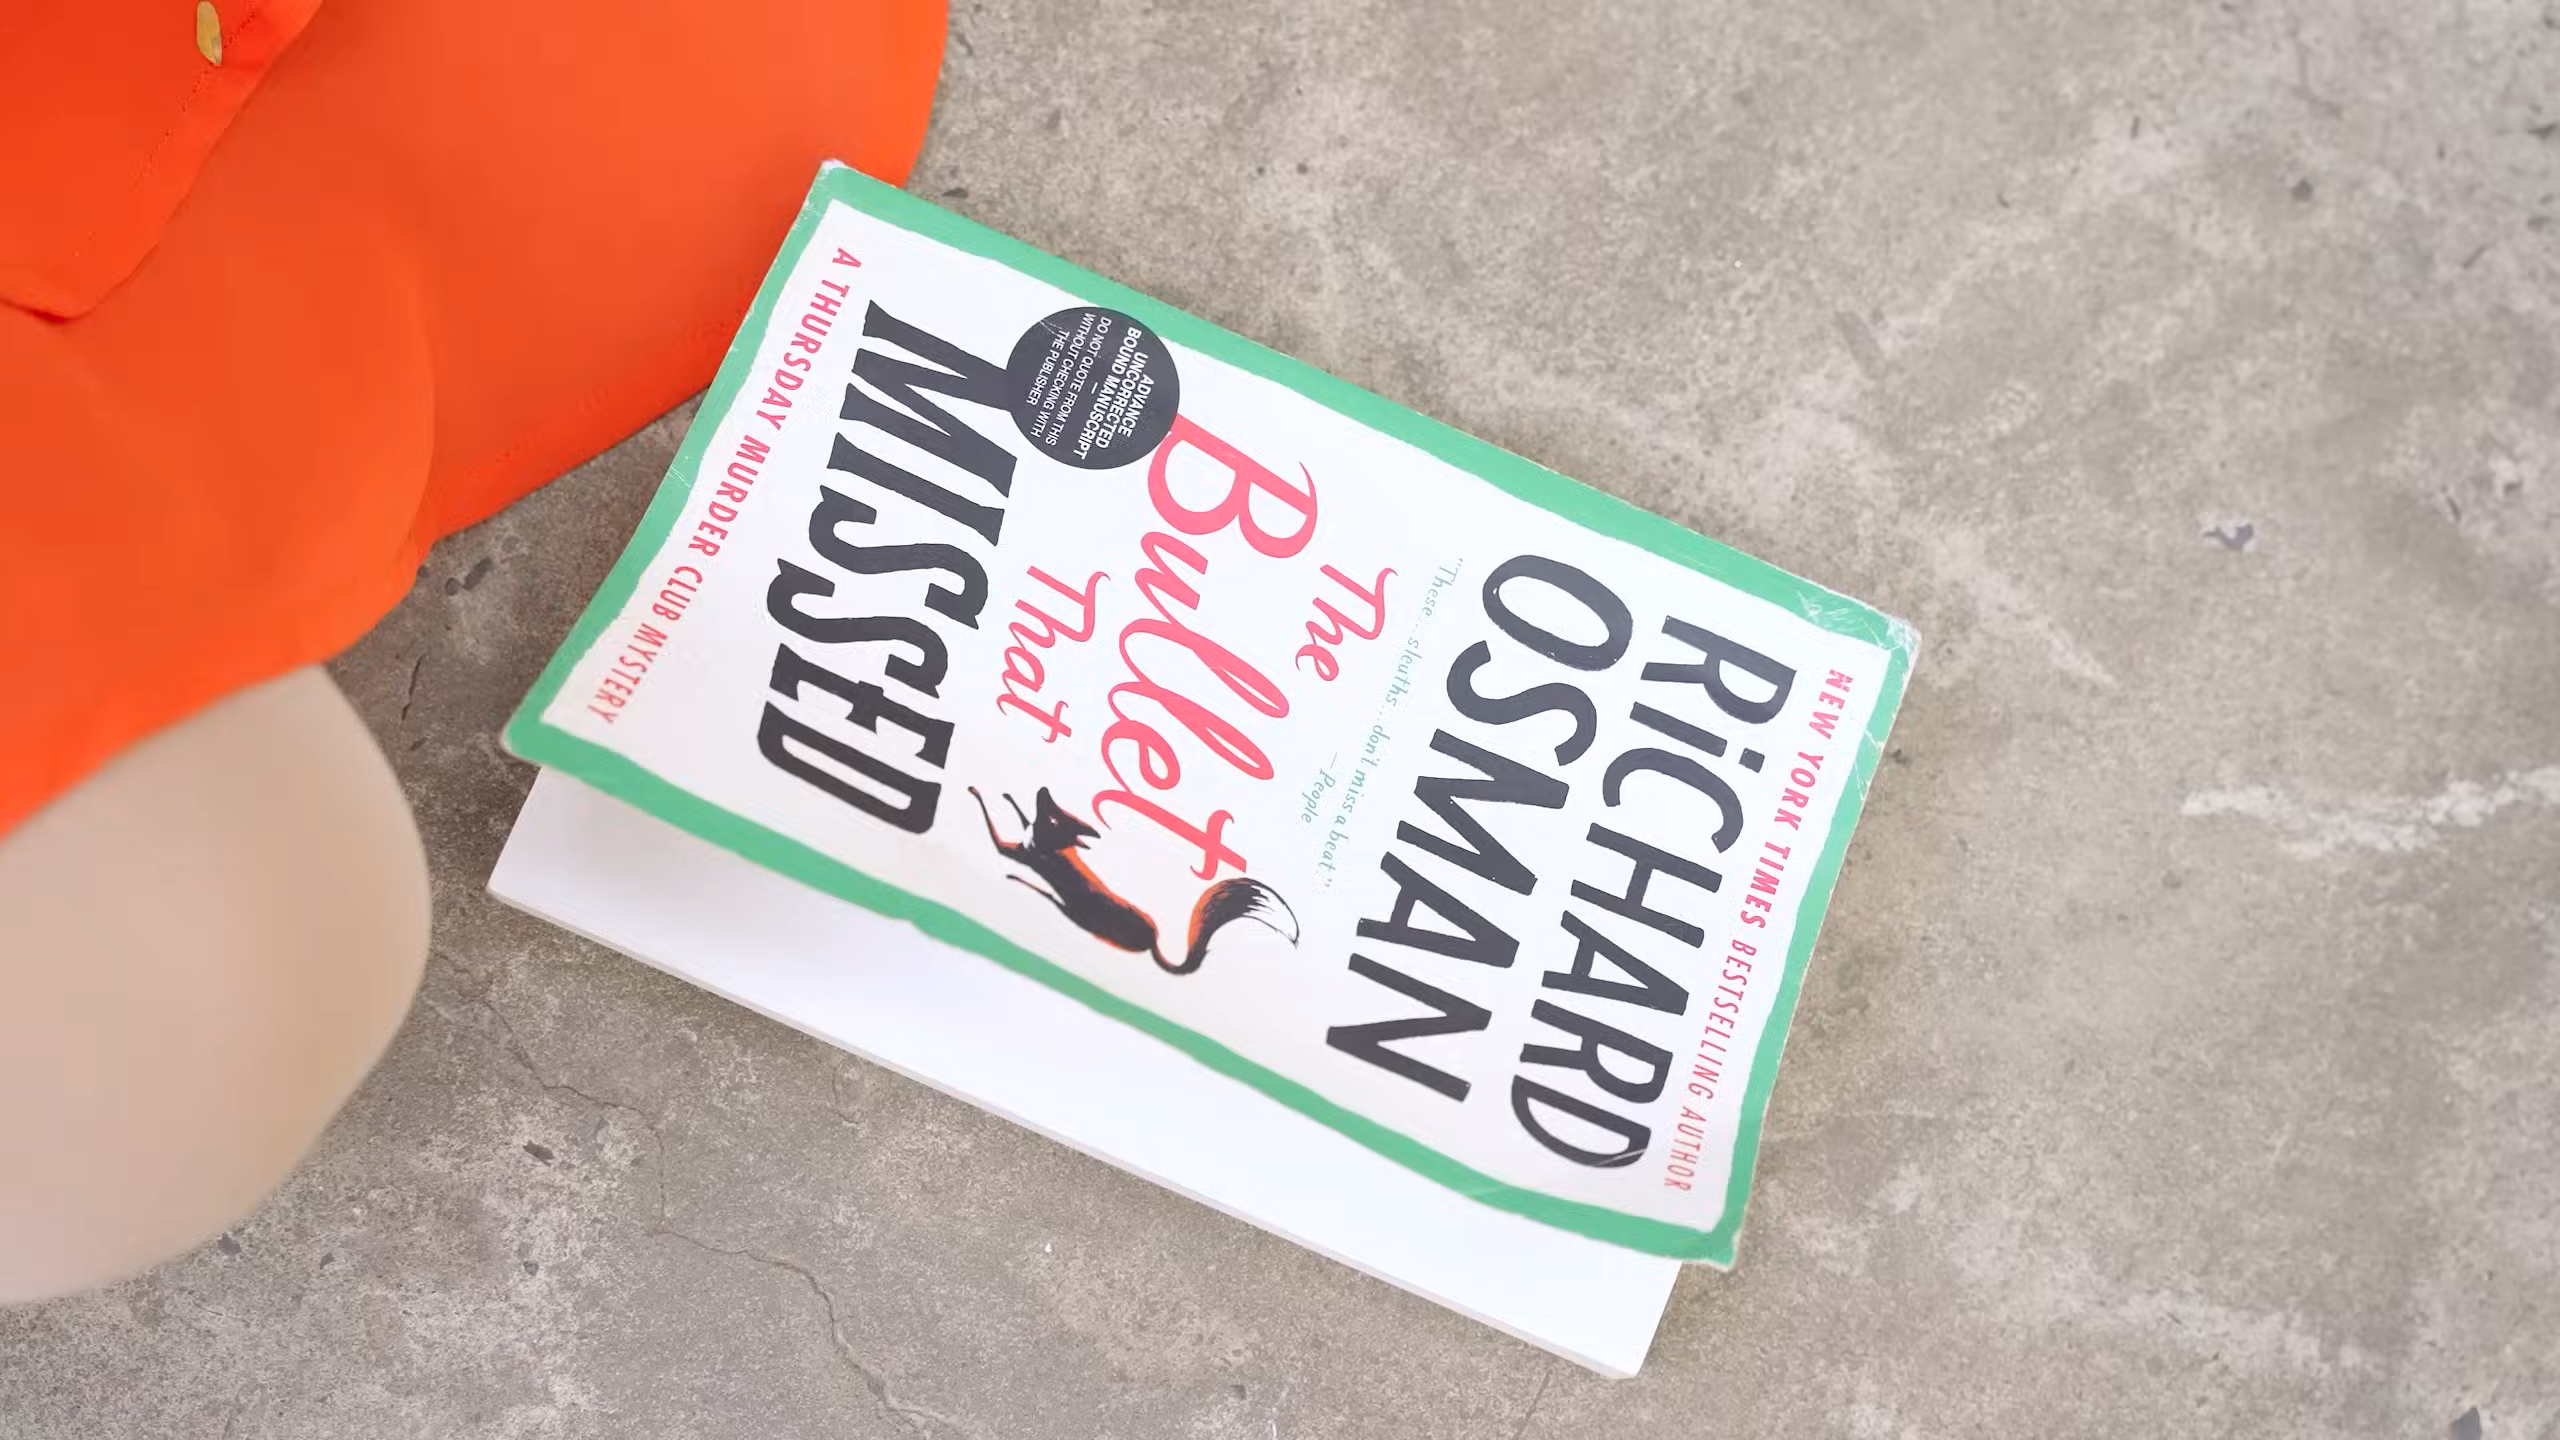 NEW YORK TIMES BESTSELLING AUTHOR
RiCHARD
OSMAN
"These...sleuths...don't miss a beat"
—People
The
Bullet
That
MISSED
A THURSDAY MURDER CLUB MYSTERY
ADVANCE
UNCORRECTED
BOUND MANUSCRIPT
—
DO NOT QUOTE FROM THIS
WITHOUT CHECKING WITH
THE PUBLISHER